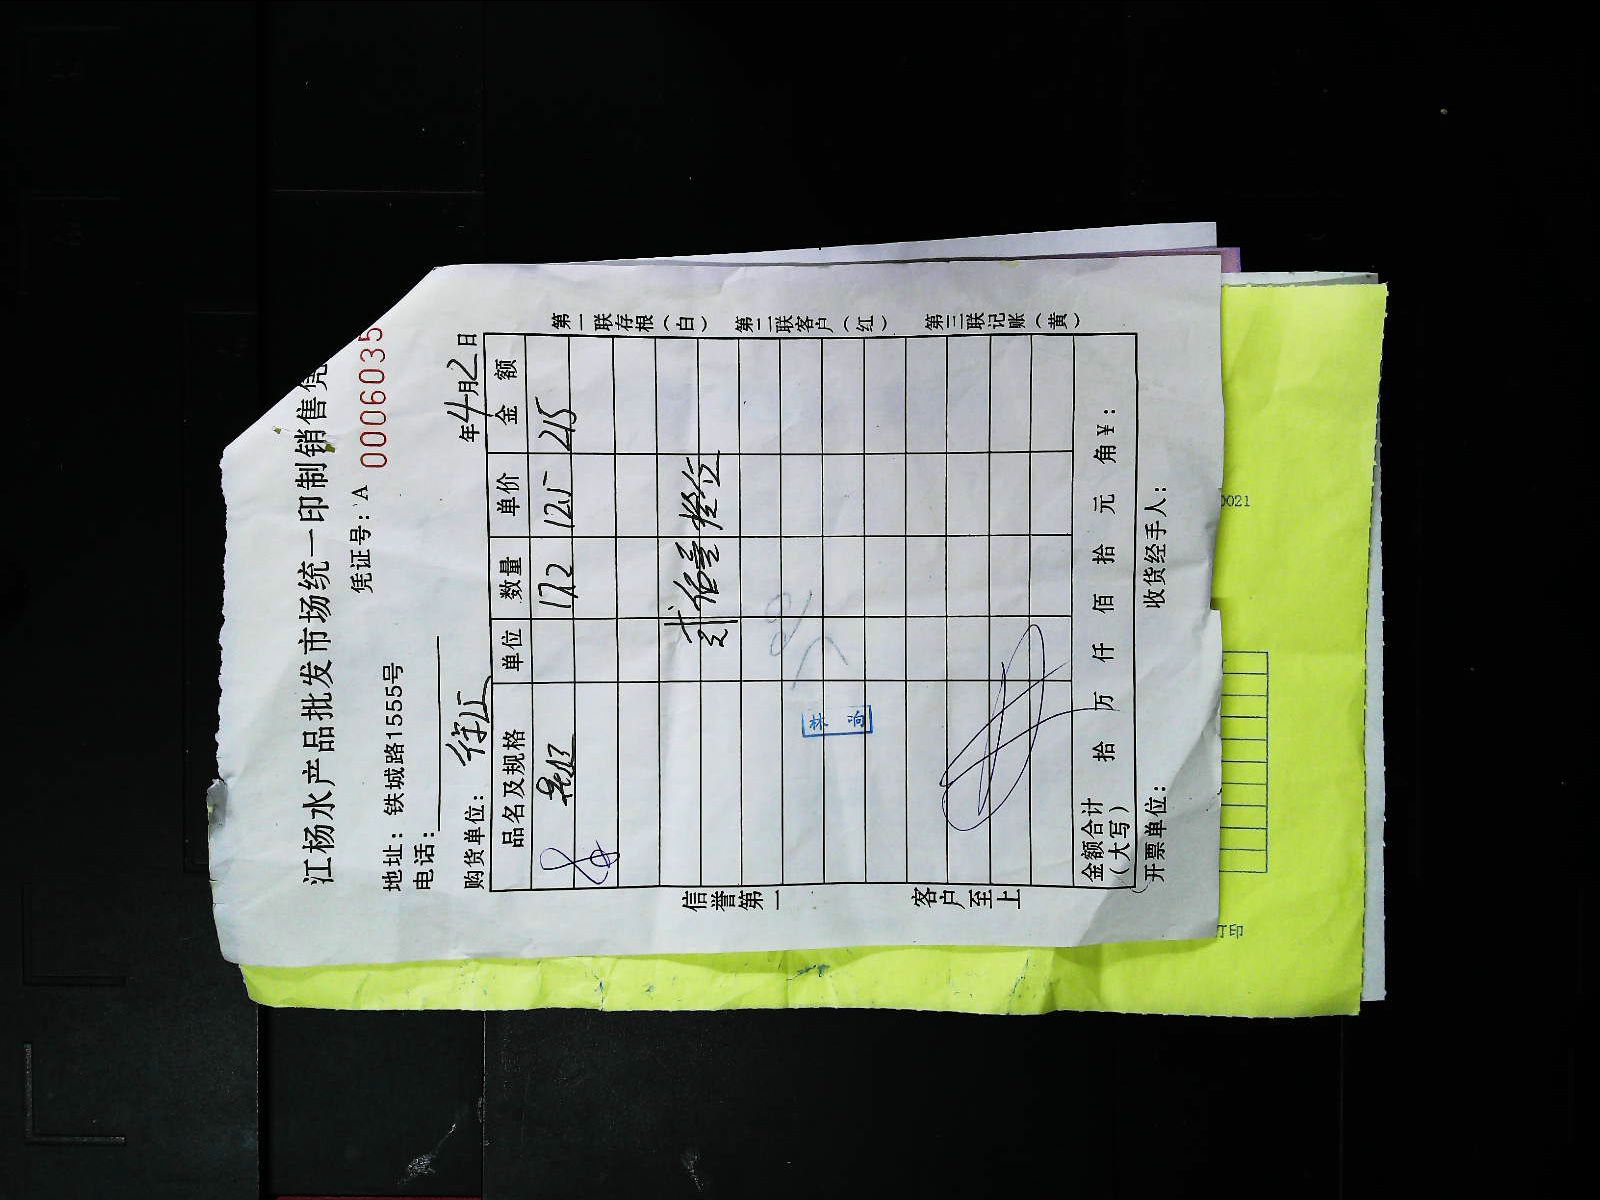 江杨水产品批发市场统一印制销售凭
凭证号：A 0006035
地址：铁城路1555号
电话：
购货单位：
年4月2日
品名及规格 单位 数量 单价 金额
172 125 215
信誉第一
客户至上
第一联存根（白） 第二联客户（红） 第三联记账（黄）
金额合计（大写） 拾 万 仟 佰 拾 元 角 ￥：
开票单位： 收货经手人：
0021
打印